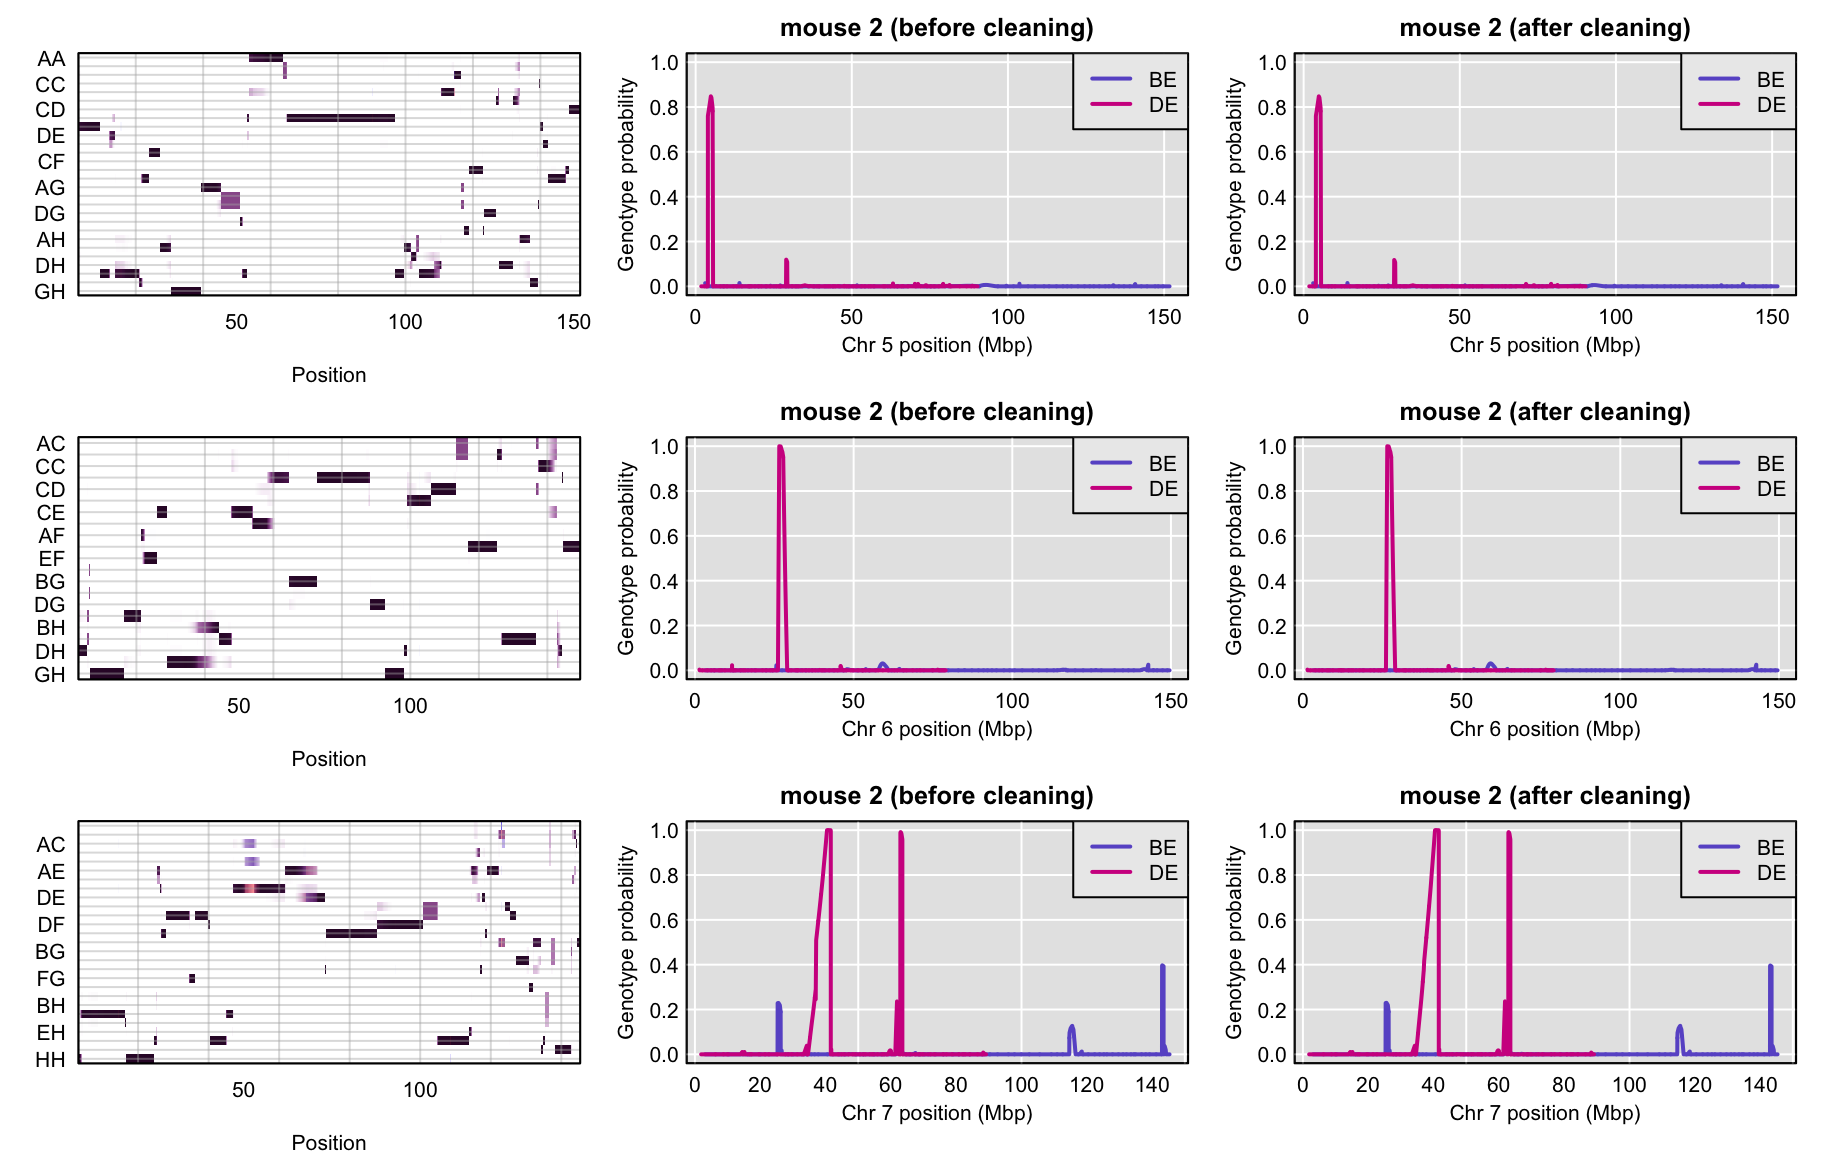 mouse 2 (before cleaning)
mouse 2 (after cleaning)
AA
CC
CD
DE
CF
AG
DG
AH
DH
GH
50
100
150
Position
Genotype probability
1.0
0.8
0.6
0.4
0.2
0.0
BE
DE
0
50
100
150
Chr 5 position (Mbp)
Genotype probability
1.0
0.8
0.6
0.4
0.2
0.0
BE
DE
0
50
100
150
Chr 5 position (Mbp)
mouse 2 (before cleaning)
mouse 2 (after cleaning)
AC
CC
CD
CE
AF
EF
BG
DG
BH
DH
GH
50
100
Position
Genotype probability
1.0
0.8
0.6
0.4
0.2
0.0
BE
DE
0
50
100
150
Chr 6 position (Mbp)
Genotype probability
1.0
0.8
0.6
0.4
0.2
0.0
BE
DE
0
50
100
150
Chr 6 position (Mbp)
mouse 2 (before cleaning)
mouse 2 (after cleaning)
AC
AE
DE
DF
BG
FG
BH
EH
HH
50
100
Position
Genotype probability
1.0
0.8
0.6
0.4
0.2
0.0
BE
DE
0
20
40
60
80
100
120
140
Chr 7 position (Mbp)
Genotype probability
1.0
0.8
0.6
0.4
0.2
0.0
BE
DE
0
20
40
60
80
100
120
140
Chr 7 position (Mbp)